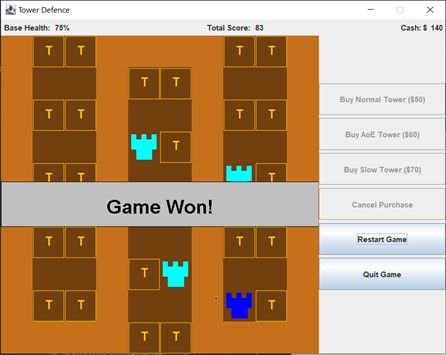 Tower Defence
Base Health: 75%
Total Score: 83
Cash: $ 140
T T T T
T T
T T T T
T
T T T
Game Won!
T T T T
T
T T T
T T
Buy Normal Tower ($50)
Buy AoE Tower ($60)
Buy Slow Tower ($70)
Cancel Purchase
Restart Game
Quit Game